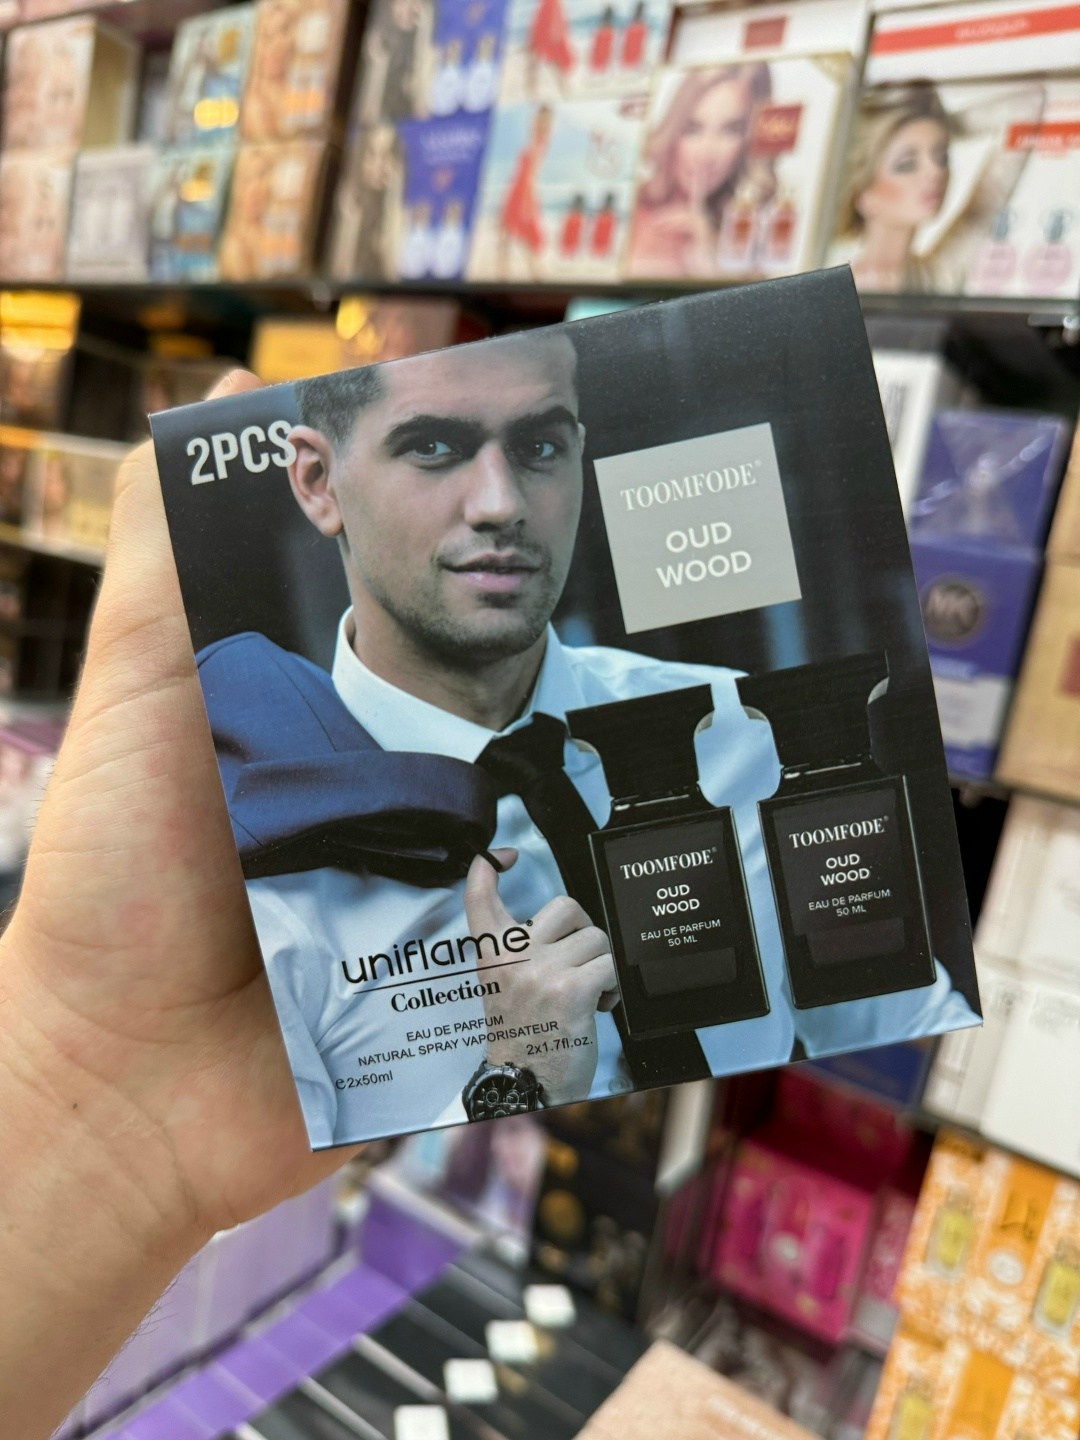 2PCS
TOOMFODE®
OUD
WOOD
TOOMFODE®
OUD
WOOD
EAU DE PARFUM
50 ML
TOOMFODE®
OUD
WOOD
EAU DE PARFUM
50 ML
uniflame®
Collection
EAU DE PARFUM
NATURAL SPRAY VAPORISATEUR
℮2x50ml 2x1.7fl.oz.
MK